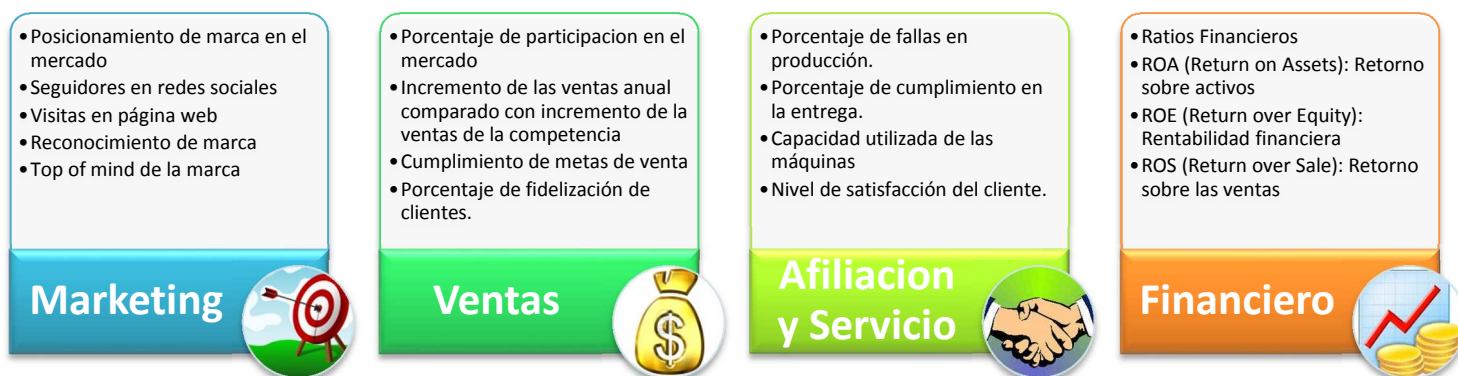 •Posicionamiento de marca en el
mercado
•Seguidores en redes sociales
•Visitas en página web
•Reconocimiento de marca
•Top of mind de la marca
Marketing
•Porcentaje de participacion en el
mercado
•Incremento de las ventas anual
comparado con incremento de la
ventas de la competencia
•Cumplimiento de metas de venta
•Porcentaje de fidelización de
clientes.
Ventas
$
•Porcentaje de fallas en
producción.
•Porcentaje de cumplimiento en
la entrega.
•Capacidad utilizada de las
máquinas
•Nivel de satisfacción del cliente.
Afiliacion
y Servicio
•Ratios Financieros
•ROA (Return on Assets): Retorno
sobre activos
•ROE (Return over Equity):
Rentabilidad financiera
•ROS (Return over Sale): Retorno
sobre las ventas
Financiero